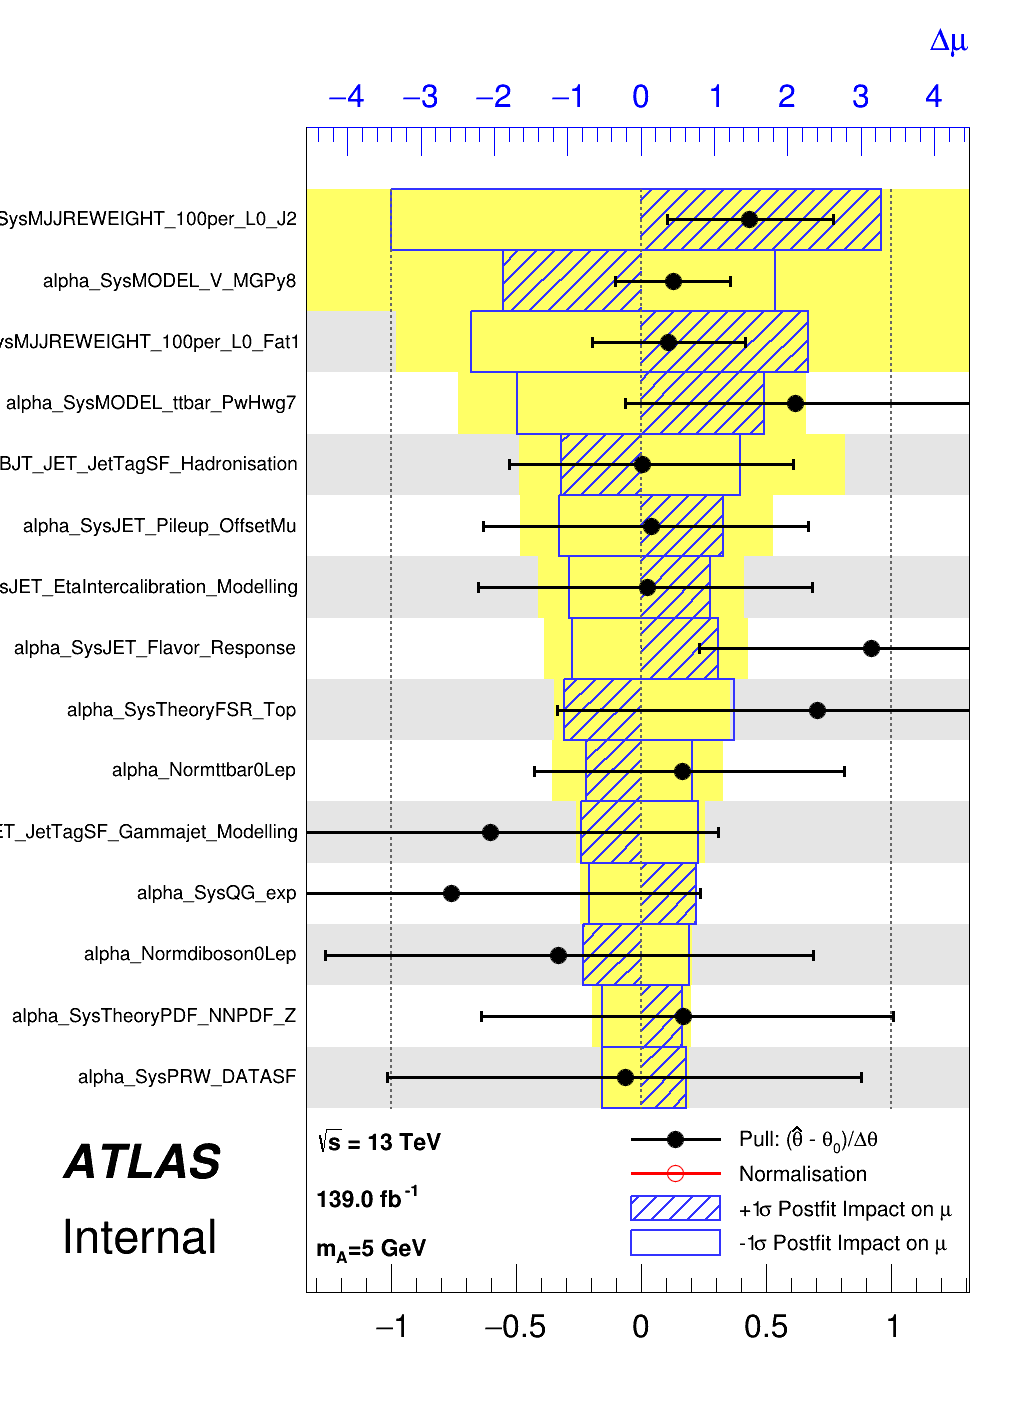 Δμ
−4 −3 −2 −1 0 1 2 3 4
SysMJJREWEIGHT_100per_L0_J2
alpha_SysMODEL_V_MGPy8
ysMJJREWEIGHT_100per_L0_Fat1
alpha_SysMODEL_ttbar_PwHwg7
BJT_JET_JetTagSF_Hadronisation
alpha_SysJET_Pileup_OffsetMu
sJET_EtaIntercalibration_Modelling
alpha_SysJET_Flavor_Response
alpha_SysTheoryFSR_Top
alpha_Normttbar0Lep
ET_JetTagSF_Gammajet_Modelling
alpha_SysQG_exp
alpha_Normdiboson0Lep
alpha_SysTheoryPDF_NNPDF_Z
alpha_SysPRW_DATASF
ATLAS
Internal
√s = 13 TeV
139.0 fb⁻¹
m_A=5 GeV
Pull: (θ̂ - θ₀)/Δθ
Normalisation
+1σ Postfit Impact on μ
-1σ Postfit Impact on μ
−1 −0.5 0 0.5 1